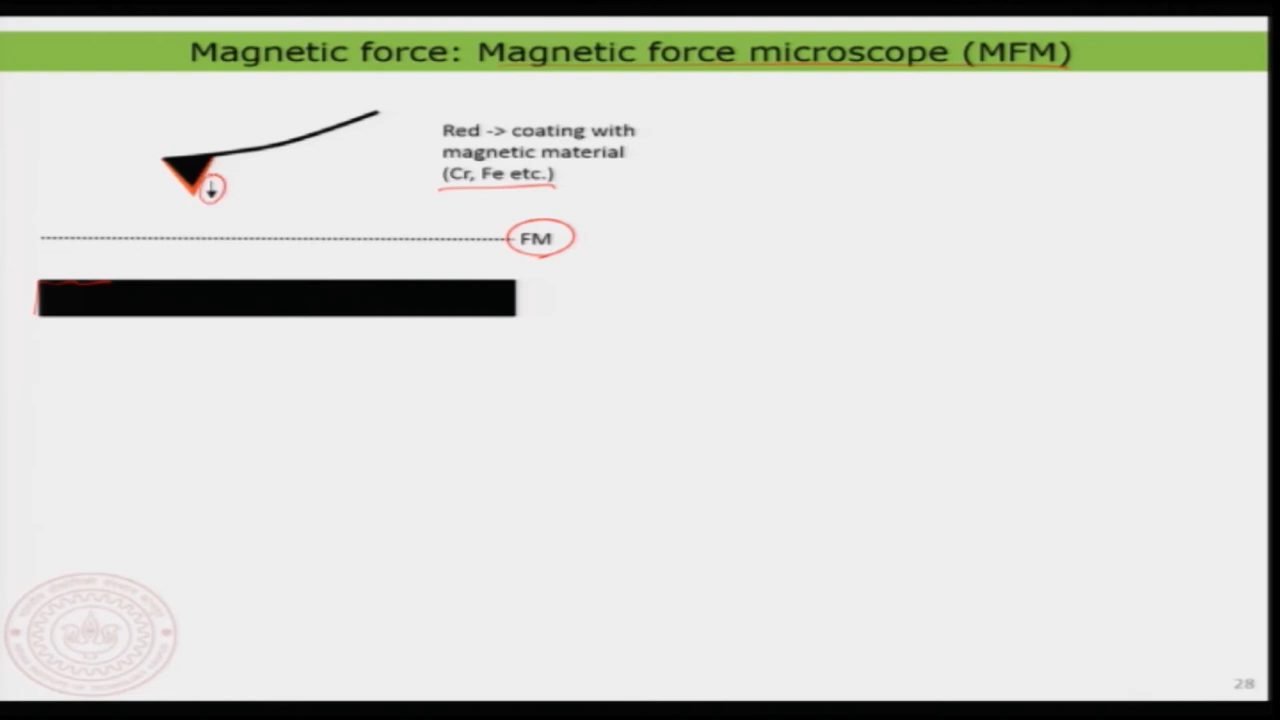 Magnetic force: Magnetic force microscope (MFM)
Red -> coating with
magnetic material
(Cr, Fe etc.)
FM
28